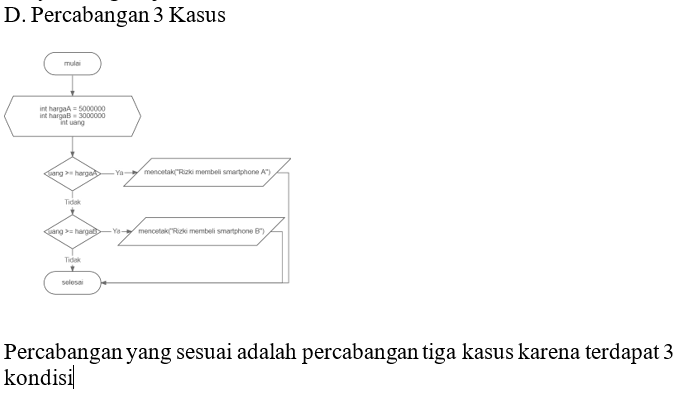 D. Percabangan 3 Kasus
mulai
int hargaA = 5000000
int hargaB = 3000000
int uang
uang >= hargaA
Ya
mencetak("Rizki membeli smartphone A")
Tidak
uang >= hargaB
Ya
mencetak("Rizki membeli smartphone B")
Tidak
selesai
Percabangan yang sesuai adalah percabangan tiga kasus karena terdapat 3
kondisi